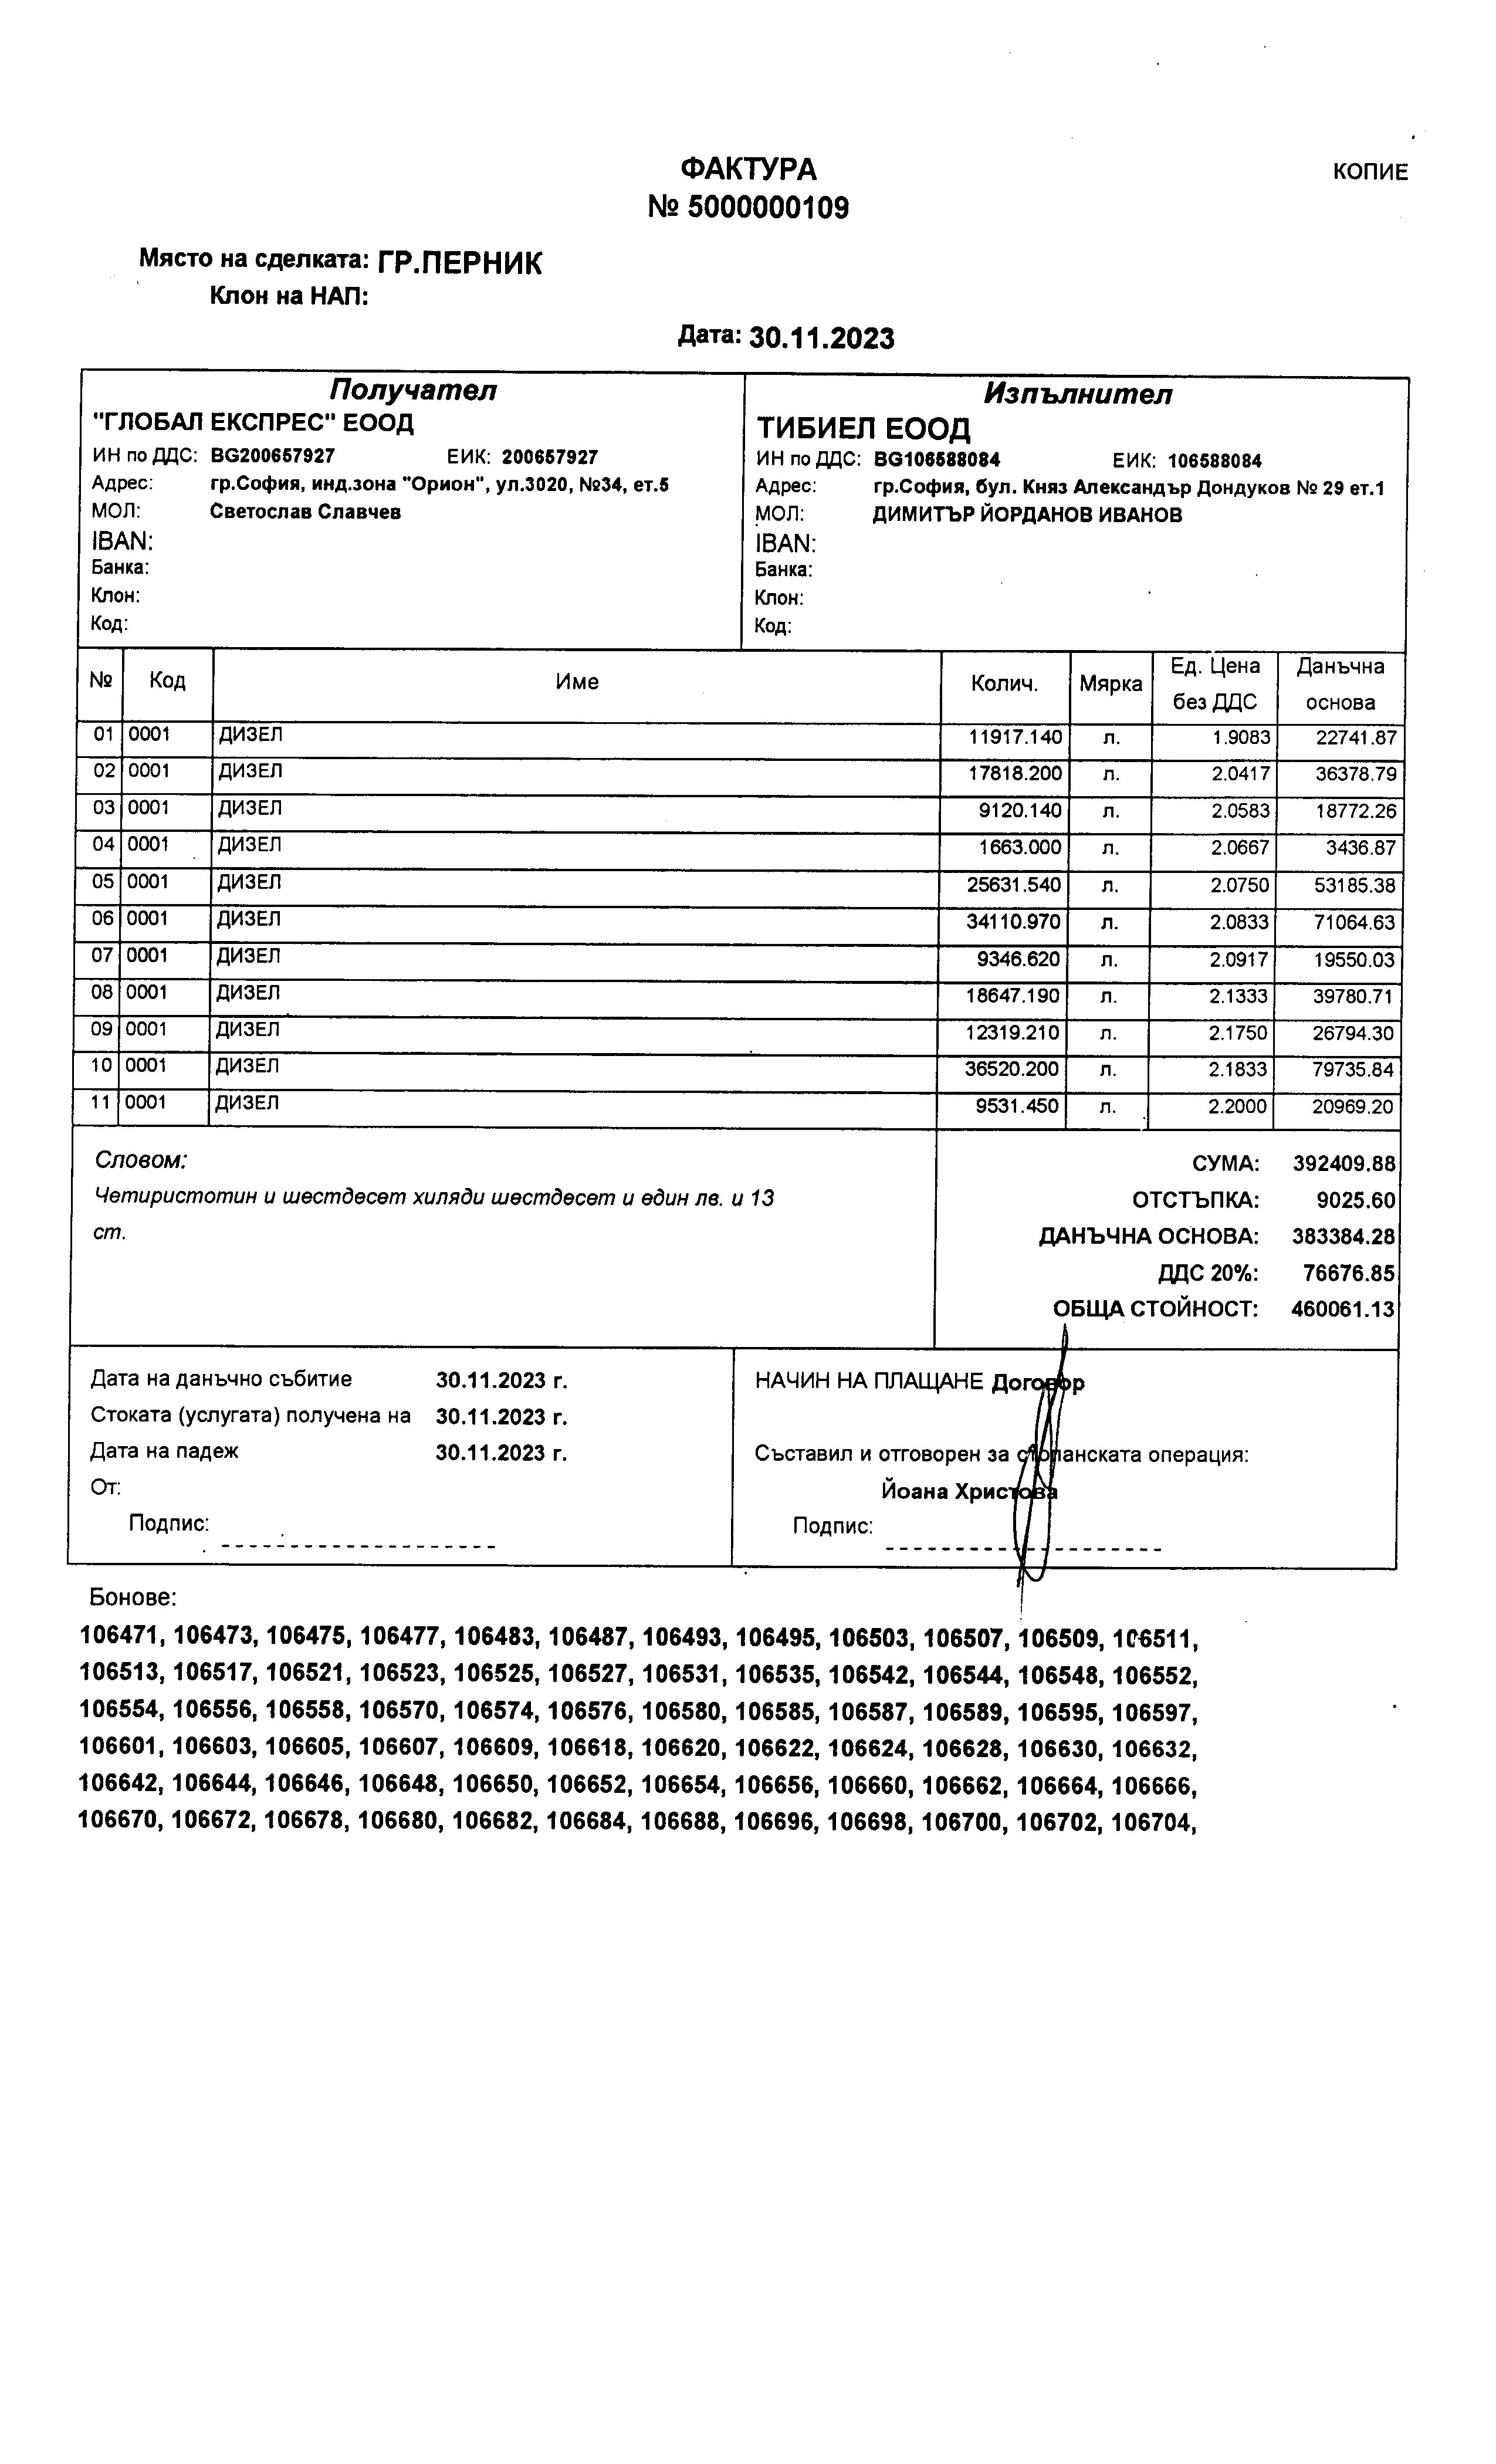 ФАКТУРА
КОПИЕ
№ 5000000109
Място на сделката: ГР.ПЕРНИК
Клон на НАП:
Дата: 30.11.2023
Получател
"ГЛОБАЛ ЕКСПРЕС" ЕООД
ИН по ДДС: BG200657927 ЕИК: 200657927
Адрес: гр.София, инд.зона "Орион", ул.3020, №34, ет.5
МОЛ: Светослав Славчев
IBAN:
Банка:
Клон:
Код:
Изпълнител
ТИБИЕЛ ЕООД
ИН по ДДС: BG106588084 ЕИК: 106588084
Адрес: гр.София, бул. Княз Александър Дондуков № 29 ет.1
МОЛ: ДИМИТЪР ЙОРДАНОВ ИВАНОВ
IBAN:
Банка:
Клон:
Код:
№ Код Име Колич. Мярка Ед. Цена без ДДС Данъчна основа
01 0001 ДИЗЕЛ 11917.140 л. 1.9083 22741.87
02 0001 ДИЗЕЛ 17818.200 л. 2.0417 36378.79
03 0001 ДИЗЕЛ 9120.140 л. 2.0583 18772.26
04 0001 ДИЗЕЛ 1663.000 л. 2.0667 3436.87
05 0001 ДИЗЕЛ 25631.540 л. 2.0750 53185.38
06 0001 ДИЗЕЛ 34110.970 л. 2.0833 71064.63
07 0001 ДИЗЕЛ 9346.620 л. 2.0917 19550.03
08 0001 ДИЗЕЛ 18647.190 л. 2.1333 39780.71
09 0001 ДИЗЕЛ 12319.210 л. 2.1750 26794.30
10 0001 ДИЗЕЛ 36520.200 л. 2.1833 79735.84
11 0001 ДИЗЕЛ 9531.450 л. 2.2000 20969.20
Словом:
Четиристотин и шестдесет хиляди шестдесет и един лв. и 13
ст.
СУМА: 392409.88
ОТСТЪПКА: 9025.60
ДАНЪЧНА ОСНОВА: 383384.28
ДДС 20%: 76676.85
ОБЩА СТОЙНОСТ: 460061.13
Дата на данъчно събитие 30.11.2023 г.
Стоката (услугата) получена на 30.11.2023 г.
Дата на падеж 30.11.2023 г.
От:
Подпис:
НАЧИН НА ПЛАЩАНЕ Договор
Съставил и отговорен за стопанската операция:
Йоана Христова
Подпис:
Бонове:
106471, 106473, 106475, 106477, 106483, 106487, 106493, 106495, 106503, 106507, 106509, 106511,
106513, 106517, 106521, 106523, 106525, 106527, 106531, 106535, 106542, 106544, 106548, 106552,
106554, 106556, 106558, 106570, 106574, 106576, 106580, 106585, 106587, 106589, 106595, 106597,
106601, 106603, 106605, 106607, 106609, 106618, 106620, 106622, 106624, 106628, 106630, 106632,
106642, 106644, 106646, 106648, 106650, 106652, 106654, 106656, 106660, 106662, 106664, 106666,
106670, 106672, 106678, 106680, 106682, 106684, 106688, 106696, 106698, 106700, 106702, 106704,